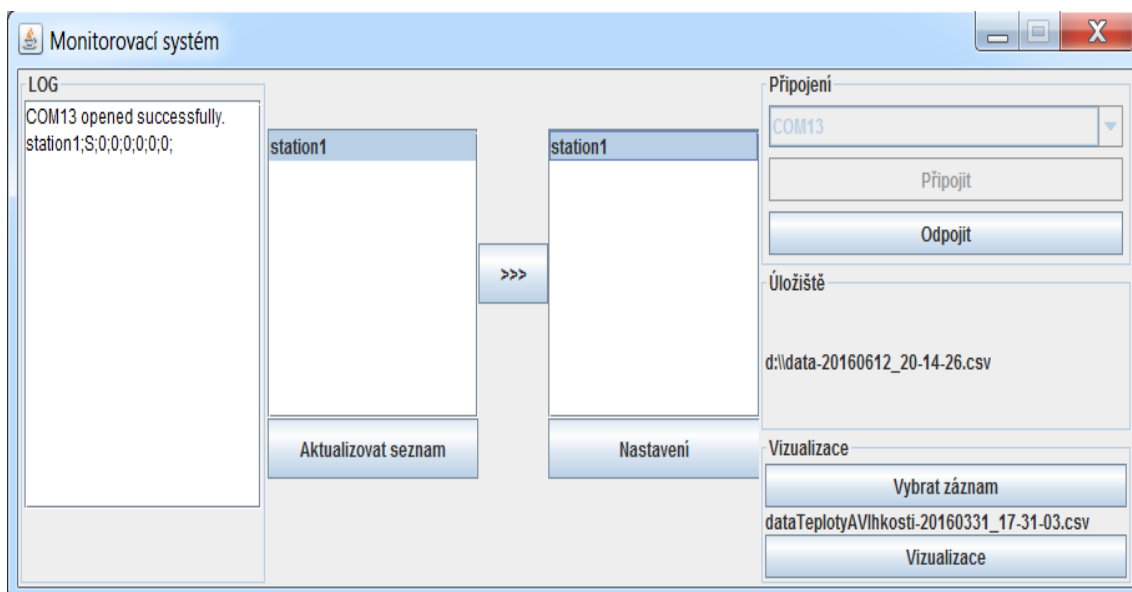 Monitorovací systém
LOG
COM13 opened successfully.
station1;S;0;0;0;0;0;0;
station1
Aktualizovat seznam
>>>
station1
Nastavení
Připojení
COM13
Připojit
Odpojit
Úložiště
d:\\data-20160612_20-14-26.csv
Vizualizace
Vybrat záznam
dataTeplotyAVlhkosti-20160331_17-31-03.csv
Vizualizace